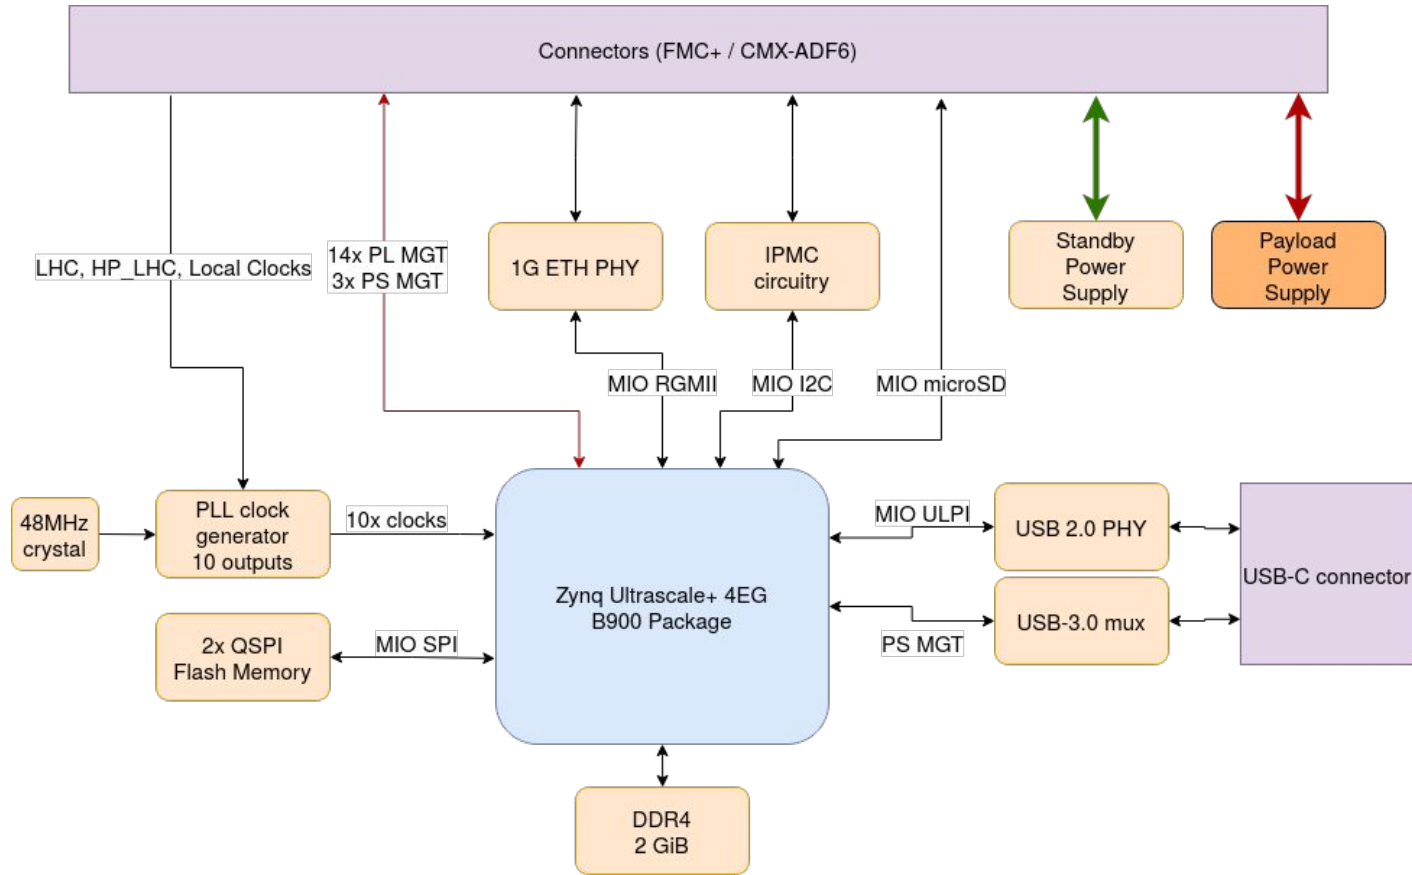 Connectors (FMC+ / CMX-ADF6)
LHC, HP_LHC, Local Clocks
14x PL MGT
3x PS MGT
1G ETH PHY
IPMC
circuitry
Standby
Power
Supply
Payload
Power
Supply
MIO RGMII
MIO I2C
MIO microSD
48MHz
crystal
PLL clock
generator
10 outputs
10x clocks
MIO ULPI
USB 2.0 PHY
USB-C connector
Zynq Ultrascale+ 4EG
B900 Package
2x QSPI
Flash Memory
MIO SPI
PS MGT
USB-3.0 mux
DDR4
2 GiB